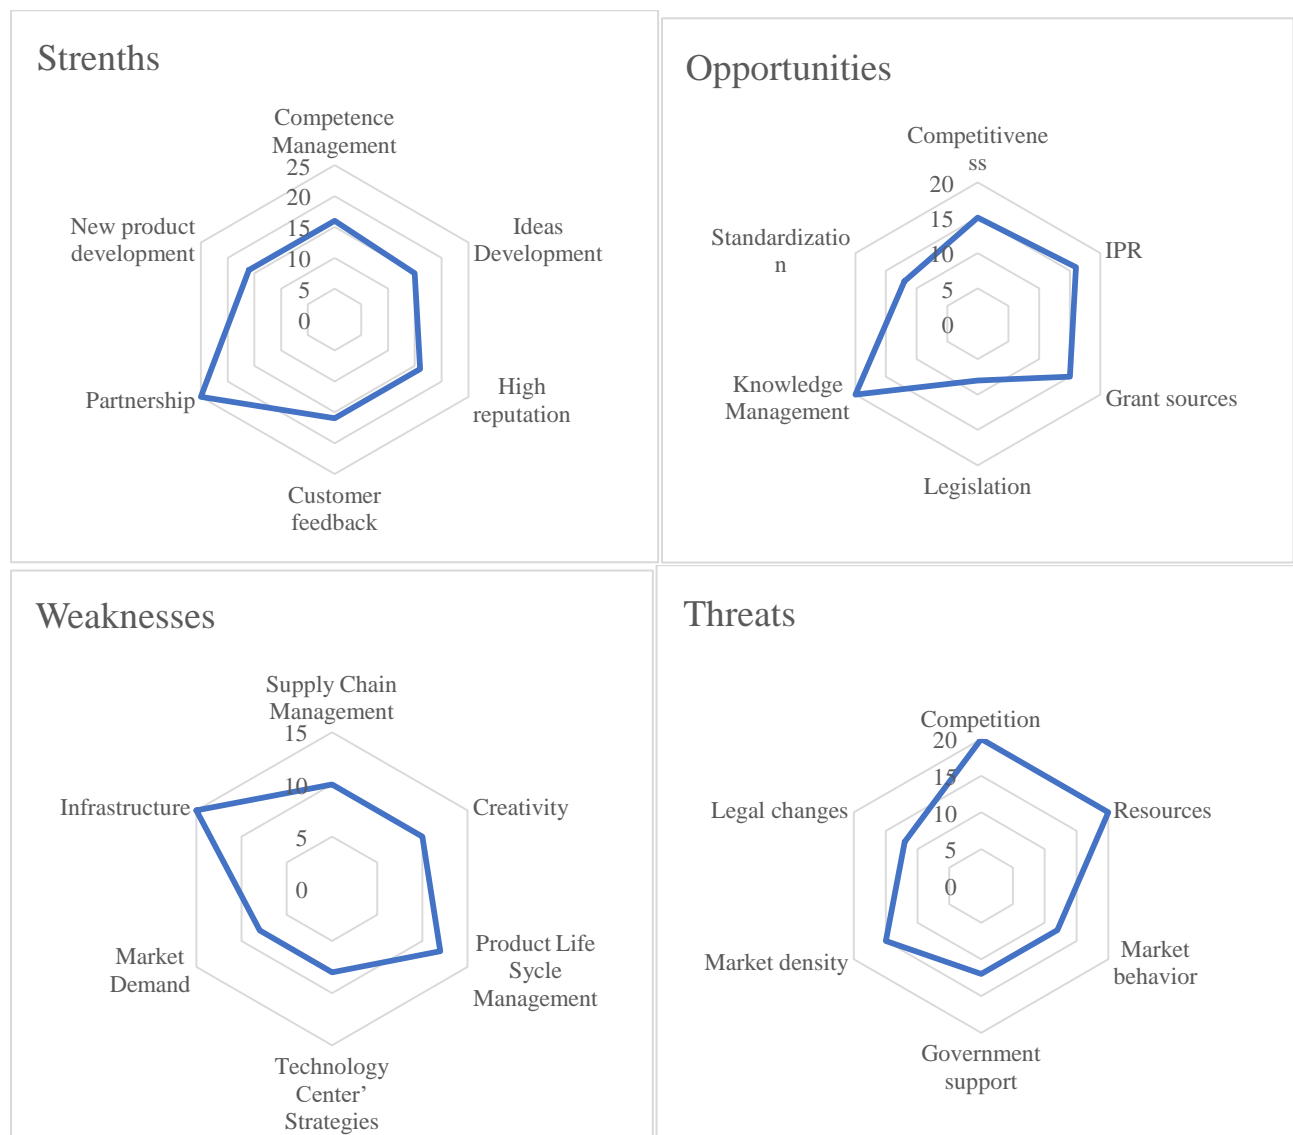 Strenths
Competence
Management
25
20
15
10
5
0
New product
development
Ideas
Development
Partnership
High
reputation
Customer
feedback
Opportunities
Competitivene
ss
20
15
10
5
0
Standardizatio
n
IPR
Knowledge
Management
Grant sources
Legislation
Weaknesses
Supply Chain
Management
15
10
5
0
Infrastructure
Creativity
Market
Demand
Product Life
Sycle
Management
Technology
Center’
Strategies
Threats
Competition
20
15
10
5
0
Legal changes
Resources
Market density
Market
behavior
Government
support